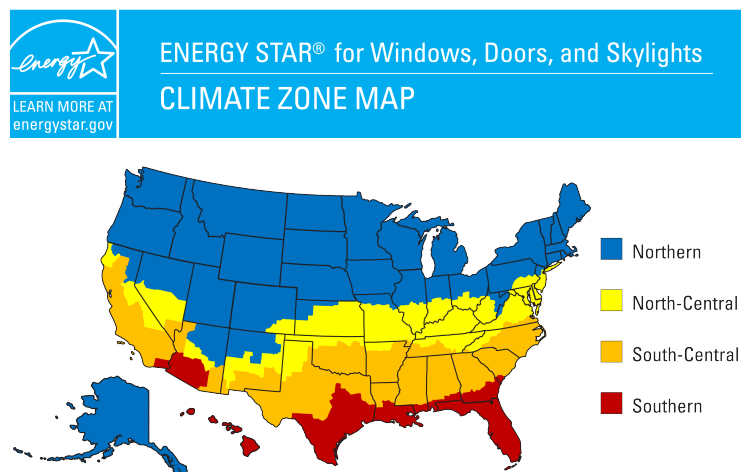 energy
LEARN MORE AT
energystar.gov
ENERGY STAR® for Windows, Doors, and Skylights
CLIMATE ZONE MAP
Northern
North-Central
South-Central
Southern